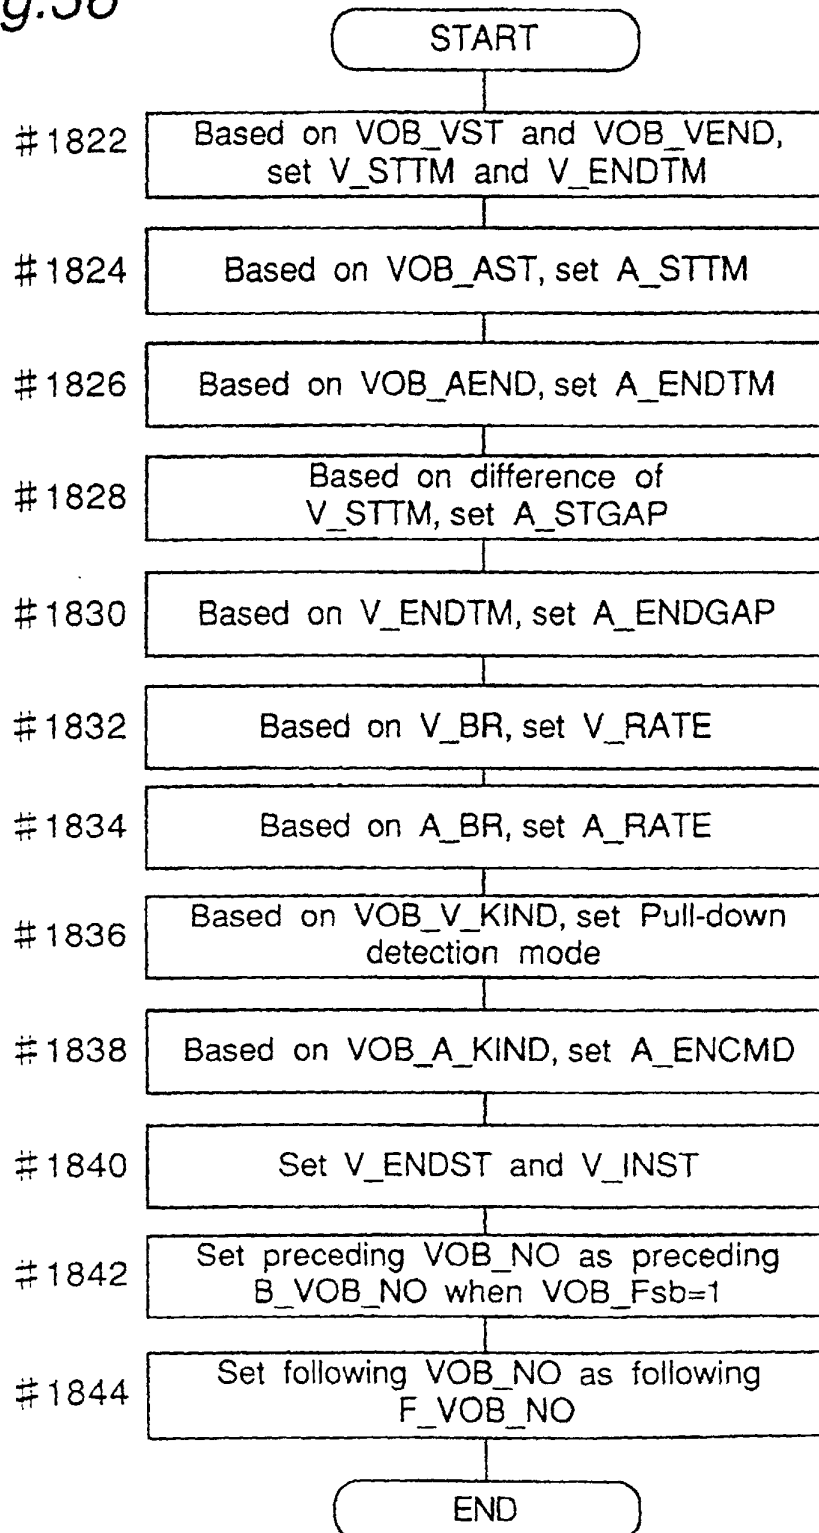 g.36
START
#1822
Based on VOB_VST and VOB_VEND,
set V_STTM and V_ENDTM
#1824
Based on VOB_AST, set A_STTM
#1826
Based on VOB_AEND, set A_ENDTM
#1828
Based on difference of
V_STTM, set A_STGAP
#1830
Based on V_ENDTM, set A_ENDGAP
#1832
Based on V_BR, set V_RATE
#1834
Based on A_BR, set A_RATE
#1836
Based on VOB_V_KIND, set Pull-down
detection mode
#1838
Based on VOB_A_KIND, set A_ENCMD
#1840
Set V_ENDST and V_INST
#1842
Set preceding VOB_NO as preceding
B_VOB_NO when VOB_Fsb=1
#1844
Set following VOB_NO as following
F_VOB_NO
END